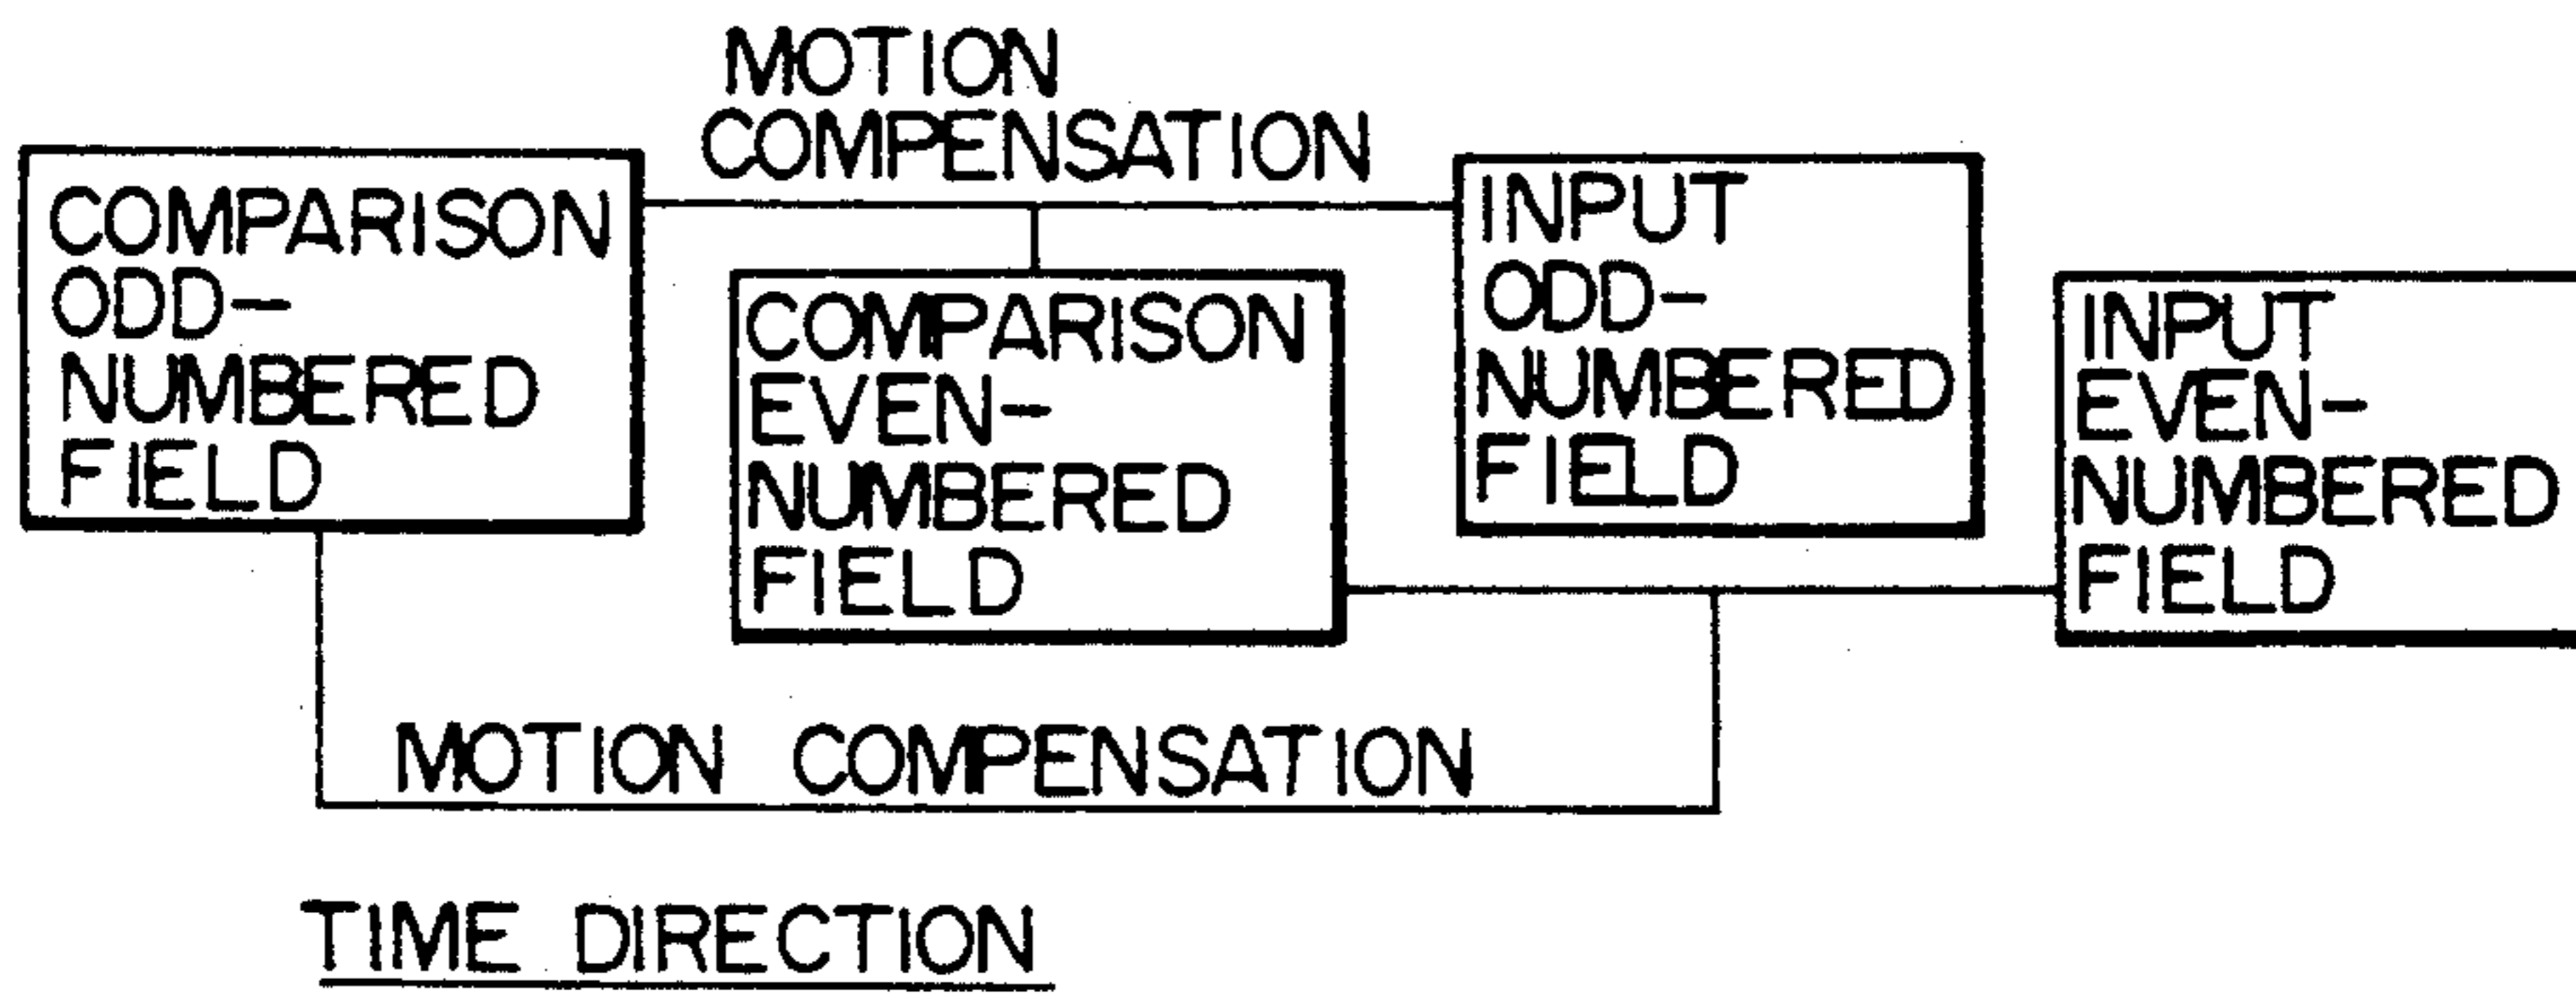 MOTION
COMPENSATION
COMPARISON
ODD-
NUMBERED
FIELD
COMPARISON
EVEN-
NUMBERED
FIELD
INPUT
ODD-
NUMBERED
FIELD
INPUT
EVEN-
NUMBERED
FIELD
MOTION COMPENSATION
TIME DIRECTION